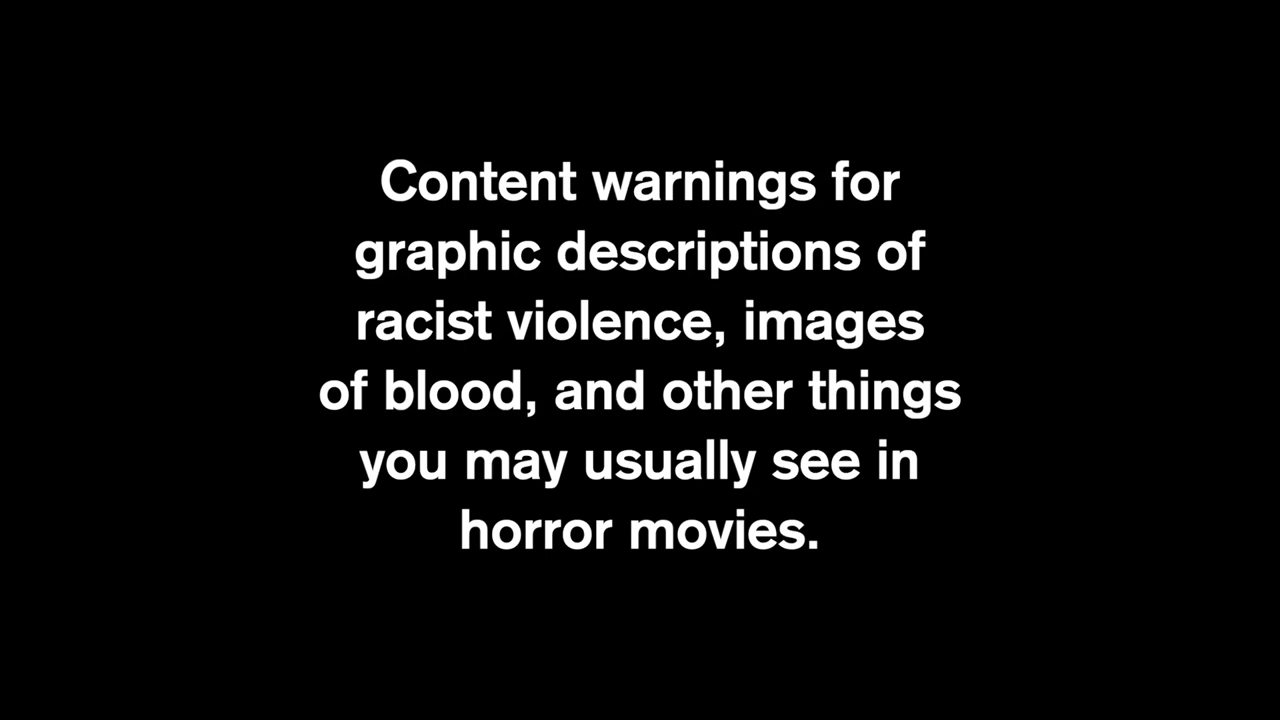 Content warnings for
graphic descriptions of
racist violence, images
of blood, and other things
you may usually see in
horror movies.